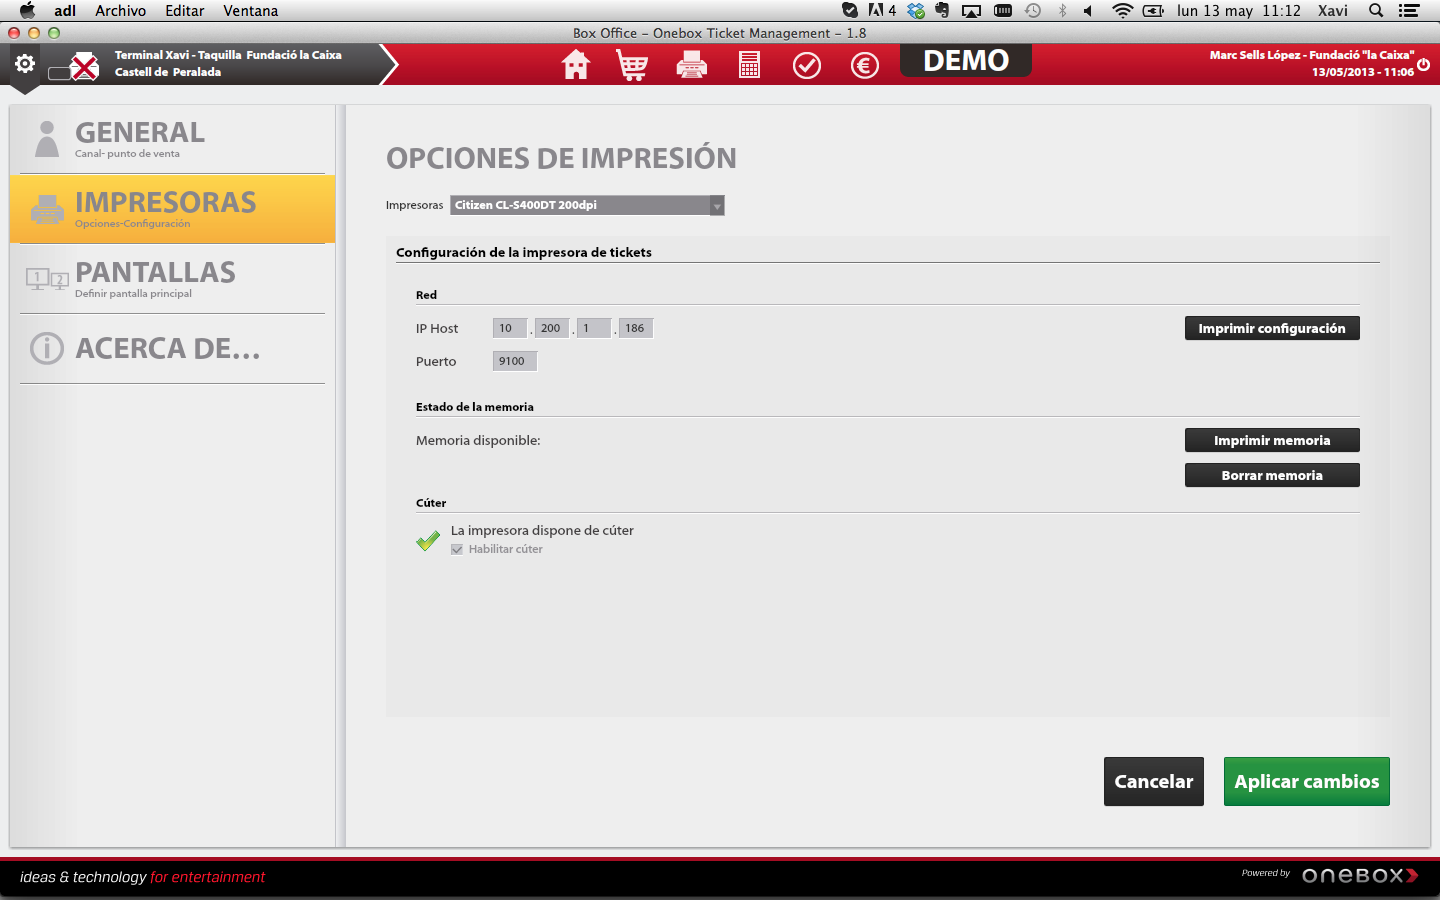 adl Archivo Editar Ventana 4 lun 13 may 11:12 Xavi
Box Office – Onebox Ticket Management – 1.8
Terminal Xavi - Taquilla Fundació la Caixa
Castell de Peralada
DEMO
Marc Sells López - Fundació "la Caixa"
13/05/2013 - 11:06
GENERAL
Canal- punto de venta
IMPRESORAS
Opciones-Configuración
1 2 PANTALLAS
Definir pantalla principal
ACERCA DE...
OPCIONES DE IMPRESIÓN
Impresoras Citizen CL-S400DT 200dpi
Configuración de la impresora de tickets
Red
IP Host 10 . 200 . 1 . 186 Imprimir configuración
Puerto 9100
Estado de la memoria
Memoria disponible: Imprimir memoria
Borrar memoria
Cúter
La impresora dispone de cúter
Habilitar cúter
Cancelar Aplicar cambios
ideas & technology for entertainment Powered by onebox